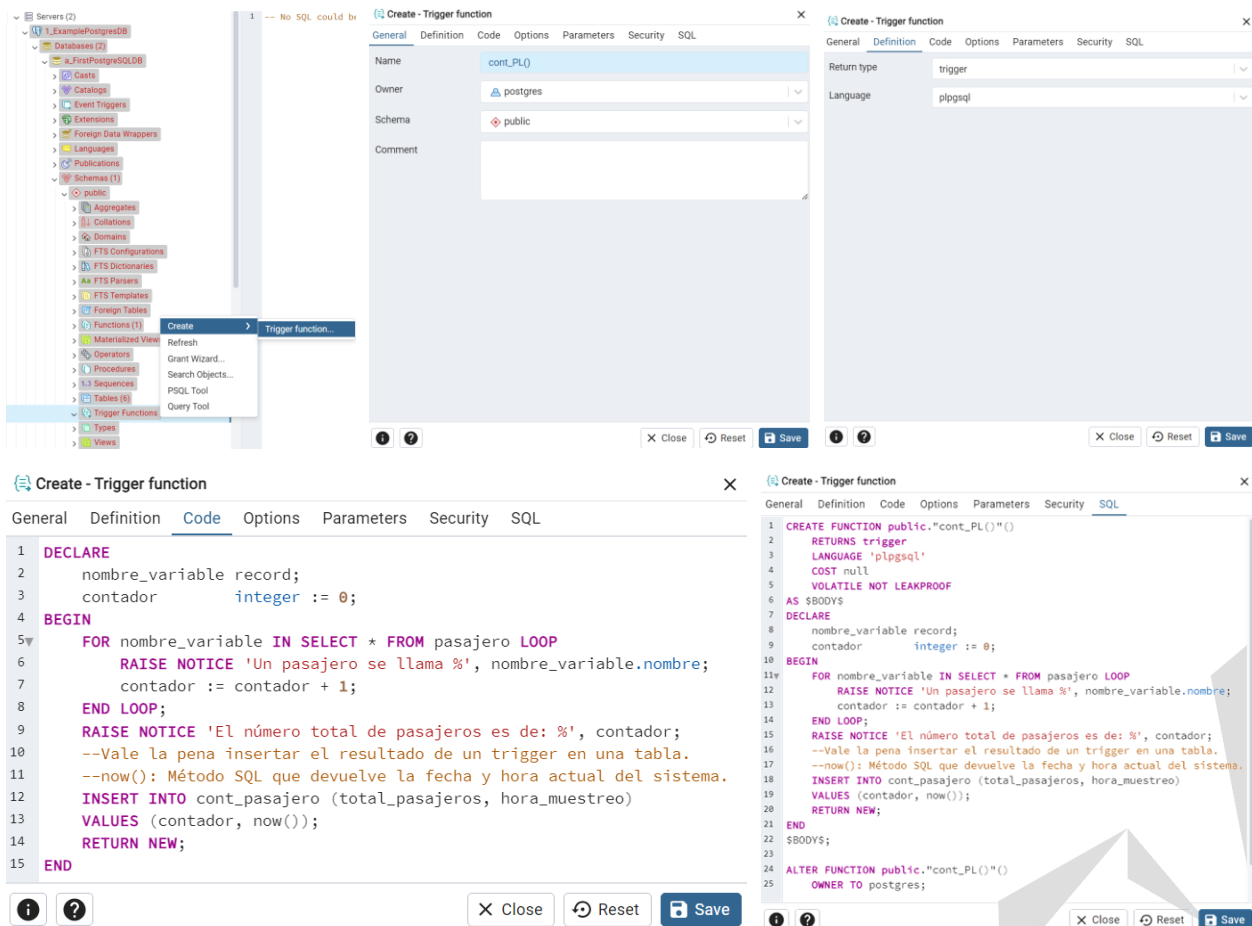 Servers (2)
1_ExamplePostgresDB
Databases (2)
a_FirstPostgreSQLDB
Casts
Catalogs
Event Triggers
Extensions
Foreign Data Wrappers
Languages
Publications
Schemas (1)
public
Aggregates
Collations
Domains
FTS Configurations
FTS Dictionaries
Aa FTS Parsers
FTS Templates
Foreign Tables
Functions (1)
Materialized View
Operators
Procedures
1..3 Sequences
Tables (6)
Trigger Functions
Types
Views
Create
Refresh
Grant Wizard...
Search Objects...
PSQL Tool
Query Tool
Trigger function...
1 -- No SQL could be
Create - Trigger function
General Definition Code Options Parameters Security SQL
Name cont_PL()
Owner postgres
Schema public
Comment
Close Reset Save
Create - Trigger function
General Definition Code Options Parameters Security SQL
Return type trigger
Language plpgsql
Close Reset Save
Create - Trigger function
General Definition Code Options Parameters Security SQL
1 DECLARE
2 nombre_variable record;
3 contador integer := 0;
4 BEGIN
5 FOR nombre_variable IN SELECT * FROM pasajero LOOP
6 RAISE NOTICE 'Un pasajero se llama %', nombre_variable.nombre;
7 contador := contador + 1;
8 END LOOP;
9 RAISE NOTICE 'El número total de pasajeros es de: %', contador;
10 --Vale la pena insertar el resultado de un trigger en una tabla.
11 --now(): Método SQL que devuelve la fecha y hora actual del sistema.
12 INSERT INTO cont_pasajero (total_pasajeros, hora_muestreo)
13 VALUES (contador, now());
14 RETURN NEW;
15 END
Close Reset Save
Create - Trigger function
General Definition Code Options Parameters Security SQL
1 CREATE FUNCTION public."cont_PL()"()
2 RETURNS trigger
3 LANGUAGE 'plpgsql'
4 COST null
5 VOLATILE NOT LEAKPROOF
6 AS $BODY$
7 DECLARE
8 nombre_variable record;
9 contador integer := 0;
10 BEGIN
11 FOR nombre_variable IN SELECT * FROM pasajero LOOP
12 RAISE NOTICE 'Un pasajero se llama %', nombre_variable.nombre;
13 contador := contador + 1;
14 END LOOP;
15 RAISE NOTICE 'El número total de pasajeros es de: %', contador;
16 --Vale la pena insertar el resultado de un trigger en una tabla.
17 --now(): Método SQL que devuelve la fecha y hora actual del sistema.
18 INSERT INTO cont_pasajero (total_pasajeros, hora_muestreo)
19 VALUES (contador, now());
20 RETURN NEW;
21 END
22 $BODY$;
23
24 ALTER FUNCTION public."cont_PL()"()
25 OWNER TO postgres;
Close Reset Save